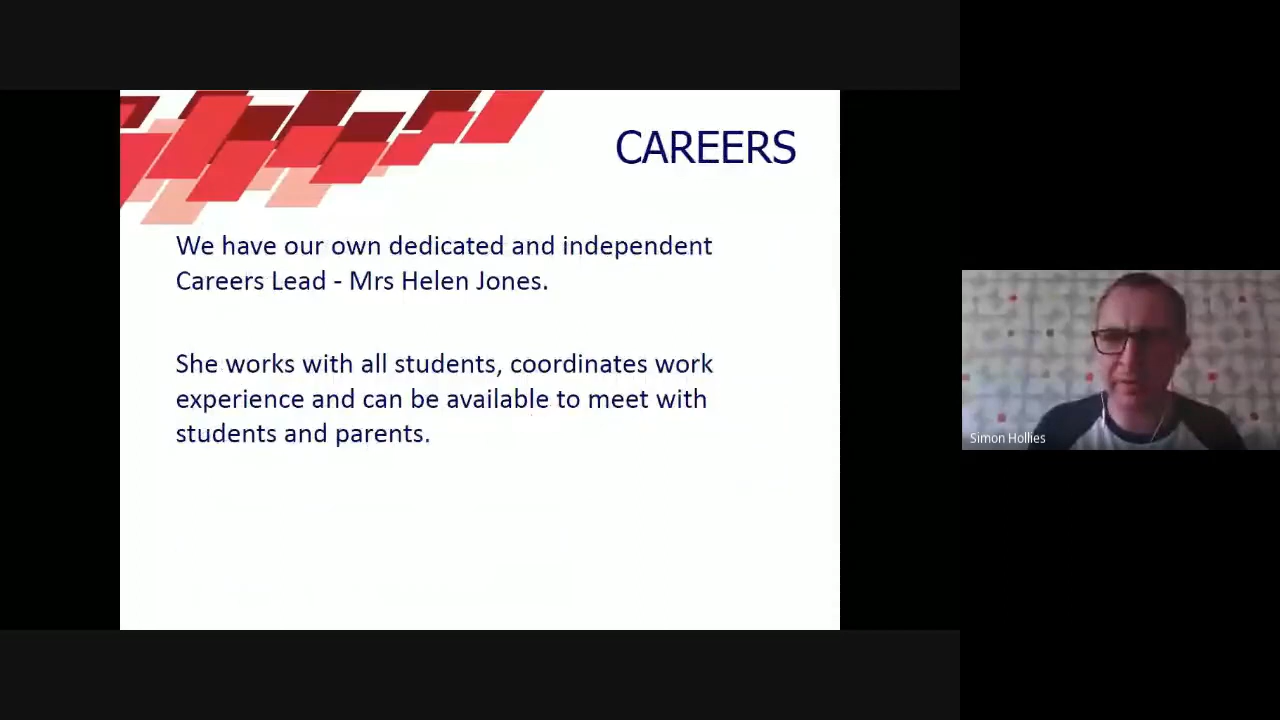 CAREERS
We have our own dedicated and independent
Careers Lead - Mrs Helen Jones.
She works with all students, coordinates work
experience and can be available to meet with
students and parents.
Simon Hollies